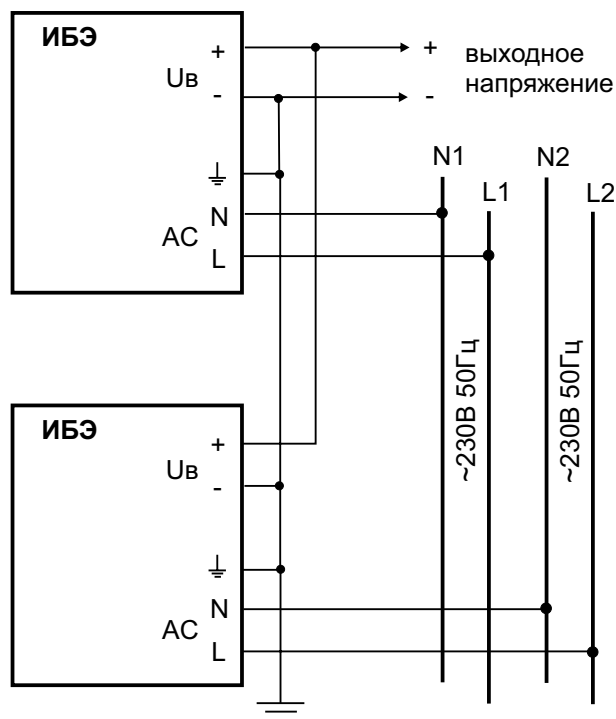 ИБЭ
+
Uв
-
N
AC
L
+
-
выходное
напряжение
N1
L1
N2
L2
~230В 50Гц
~230В 50Гц
ИБЭ
+
Uв
-
N
AC
L